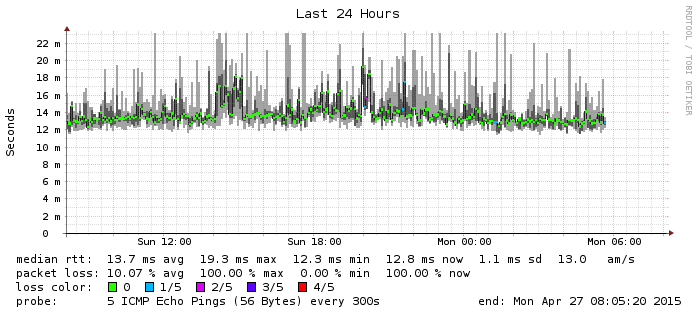 Last 24 Hours
RRDTOOL / TOBI OETIKER
Seconds
22 m
20 m
18 m
16 m
14 m
12 m
10 m
8 m
6 m
4 m
2 m
0
Sun 12:00 Sun 18:00 Mon 00:00 Mon 06:00
median rtt: 13.7 ms avg 19.3 ms max 12.3 ms min 12.8 ms now 1.1 ms sd 13.0 am/s
packet loss: 10.07 % avg 100.00 % max 0.00 % min 100.00 % now
loss color: 0 1/5 2/5 3/5 4/5
probe: 5 ICMP Echo Pings (56 Bytes) every 300s end: Mon Apr 27 08:05:20 2015